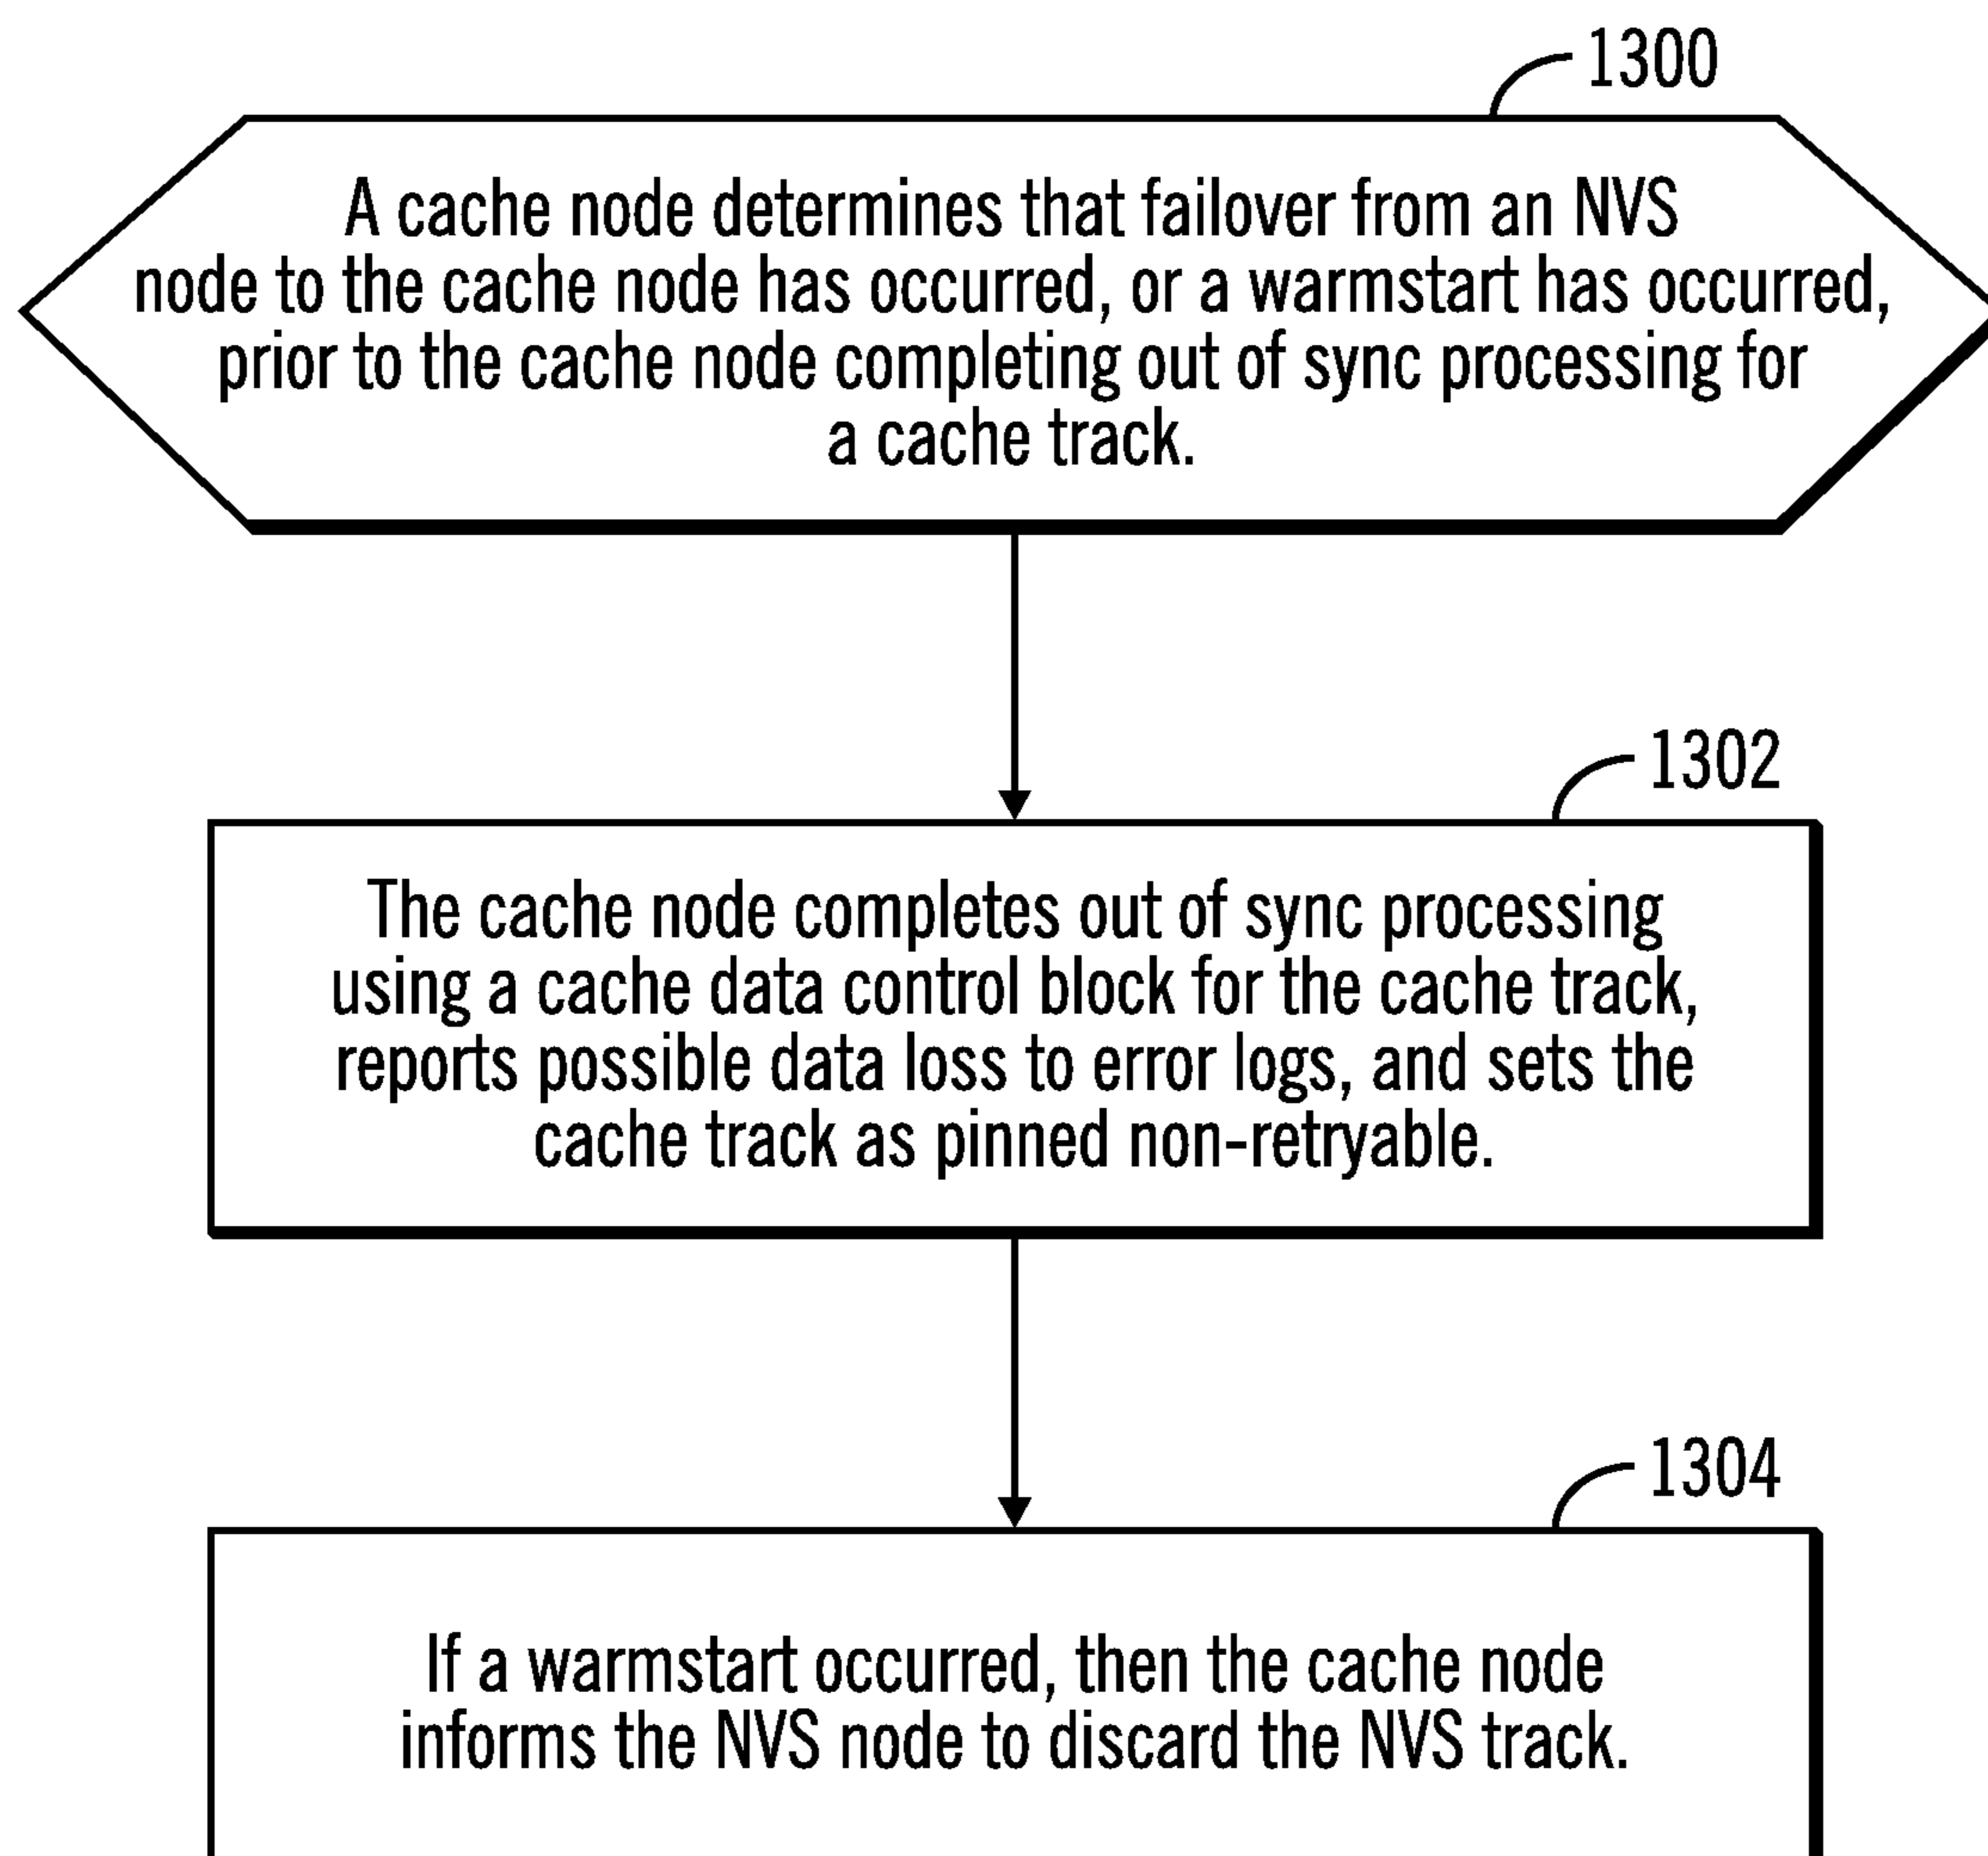 1300
A cache node determines that failover from an NVS
node to the cache node has occurred, or a warmstart has occurred,
prior to the cache node completing out of sync processing for
a cache track.
1302
The cache node completes out of sync processing
using a cache data control block for the cache track,
reports possible data loss to error logs, and sets the
cache track as pinned non-retryable.
1304
If a warmstart occurred, then the cache node
informs the NVS node to discard the NVS track.